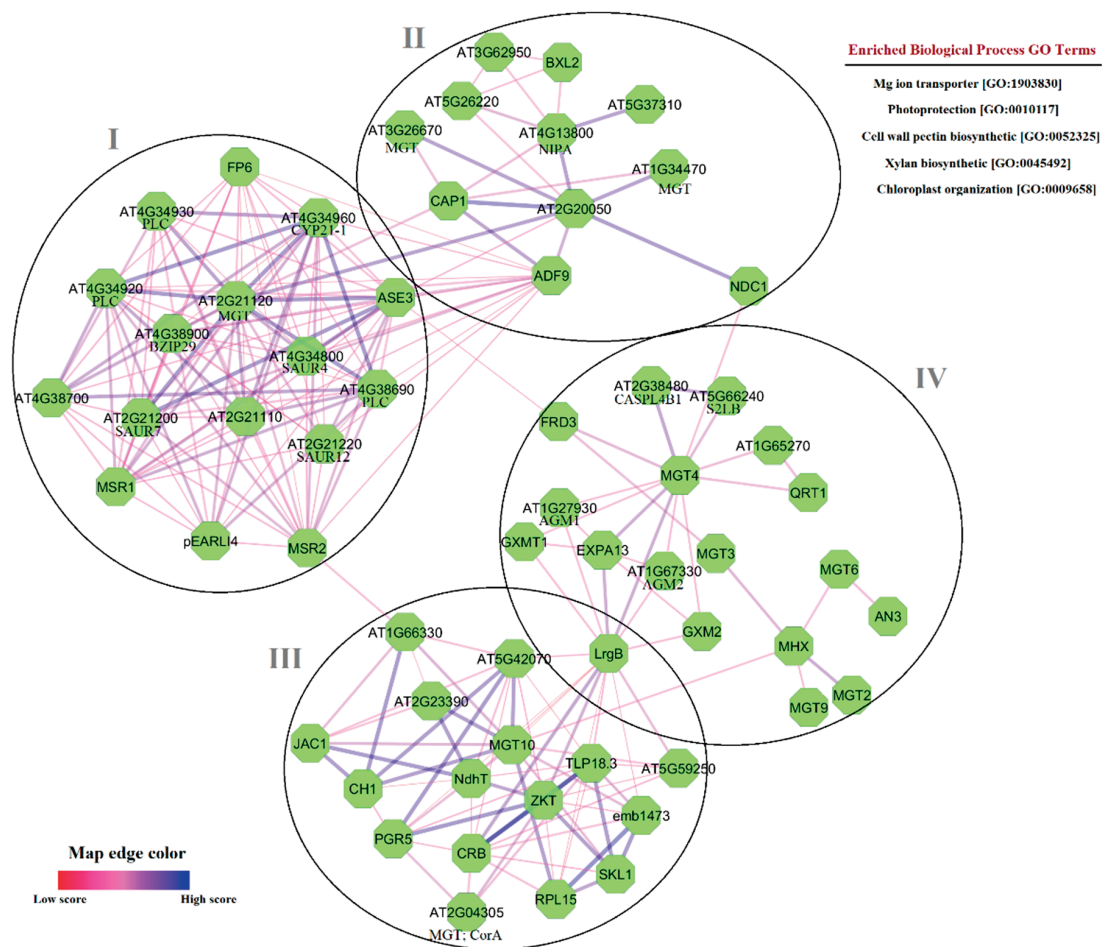 II
AT3G62950
BXL2
AT5G26220
AT5G37310
AT3G26670
MGT
AT4G13800
NIPA
AT1G34470
MGT
CAP1
AT2G20050
ADF9
NDC1
Enriched Biological Process GO Terms
Mg ion transporter [GO:1903830]
Photoprotection [GO:0010117]
Cell wall pectin biosynthetic [GO:0052325]
Xylan biosynthetic [GO:0045492]
Chloroplast organization [GO:0009658]
I
FP6
AT4G34930
PLC
AT4G34960
CYP21-1
AT4G34920
PLC
AT2G21120
MGT
ASE3
AT4G38900
BZIP29
AT4G34800
SAUR4
AT4G38700
AT4G38690
PLC
AT2G21200
SAUR7
AT2G21110
AT2G21220
SAUR12
MSR1
pEARLI4
MSR2
IV
AT2G38480
CASPL4B1
AT5G66240
S2LB
FRD3
AT1G65270
MGT4
QRT1
AT1G27930
AGM1
GXMT1
EXPA13
MGT3
AT1G67330
AGM2
MGT6
AN3
GXM2
MHX
LrgB
MGT2
MGT9
III
AT1G66330
AT5G42070
AT2G23390
JAC1
MGT10
TLP18.3
AT5G59250
CH1
NdhT
ZKT
emb1473
PGR5
CRB
SKL1
RPL15
AT2G04305
MGT; CorA
Map edge color
Low score
High score